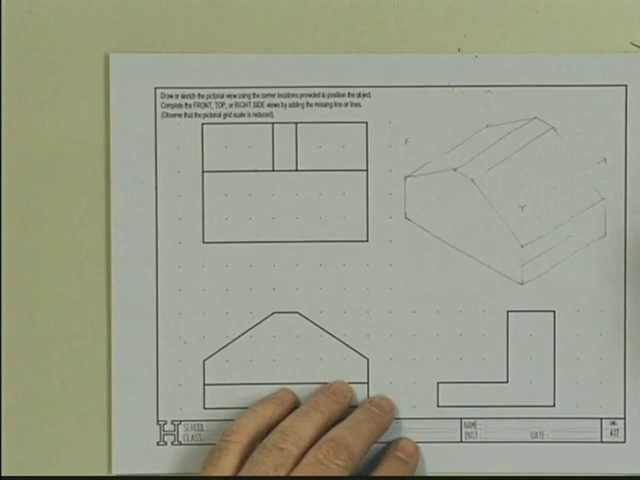 Draw or sketch the pictorial view using the corner locations provided to position the object.
Complete the FRONT, TOP, or RIGHT SIDE views by adding the missing line or lines.
(Observe that the pictorial grid scale is reduced).
F
Y
H
SCHOOL:
CLASS:
NAME:
INST:
DATE: